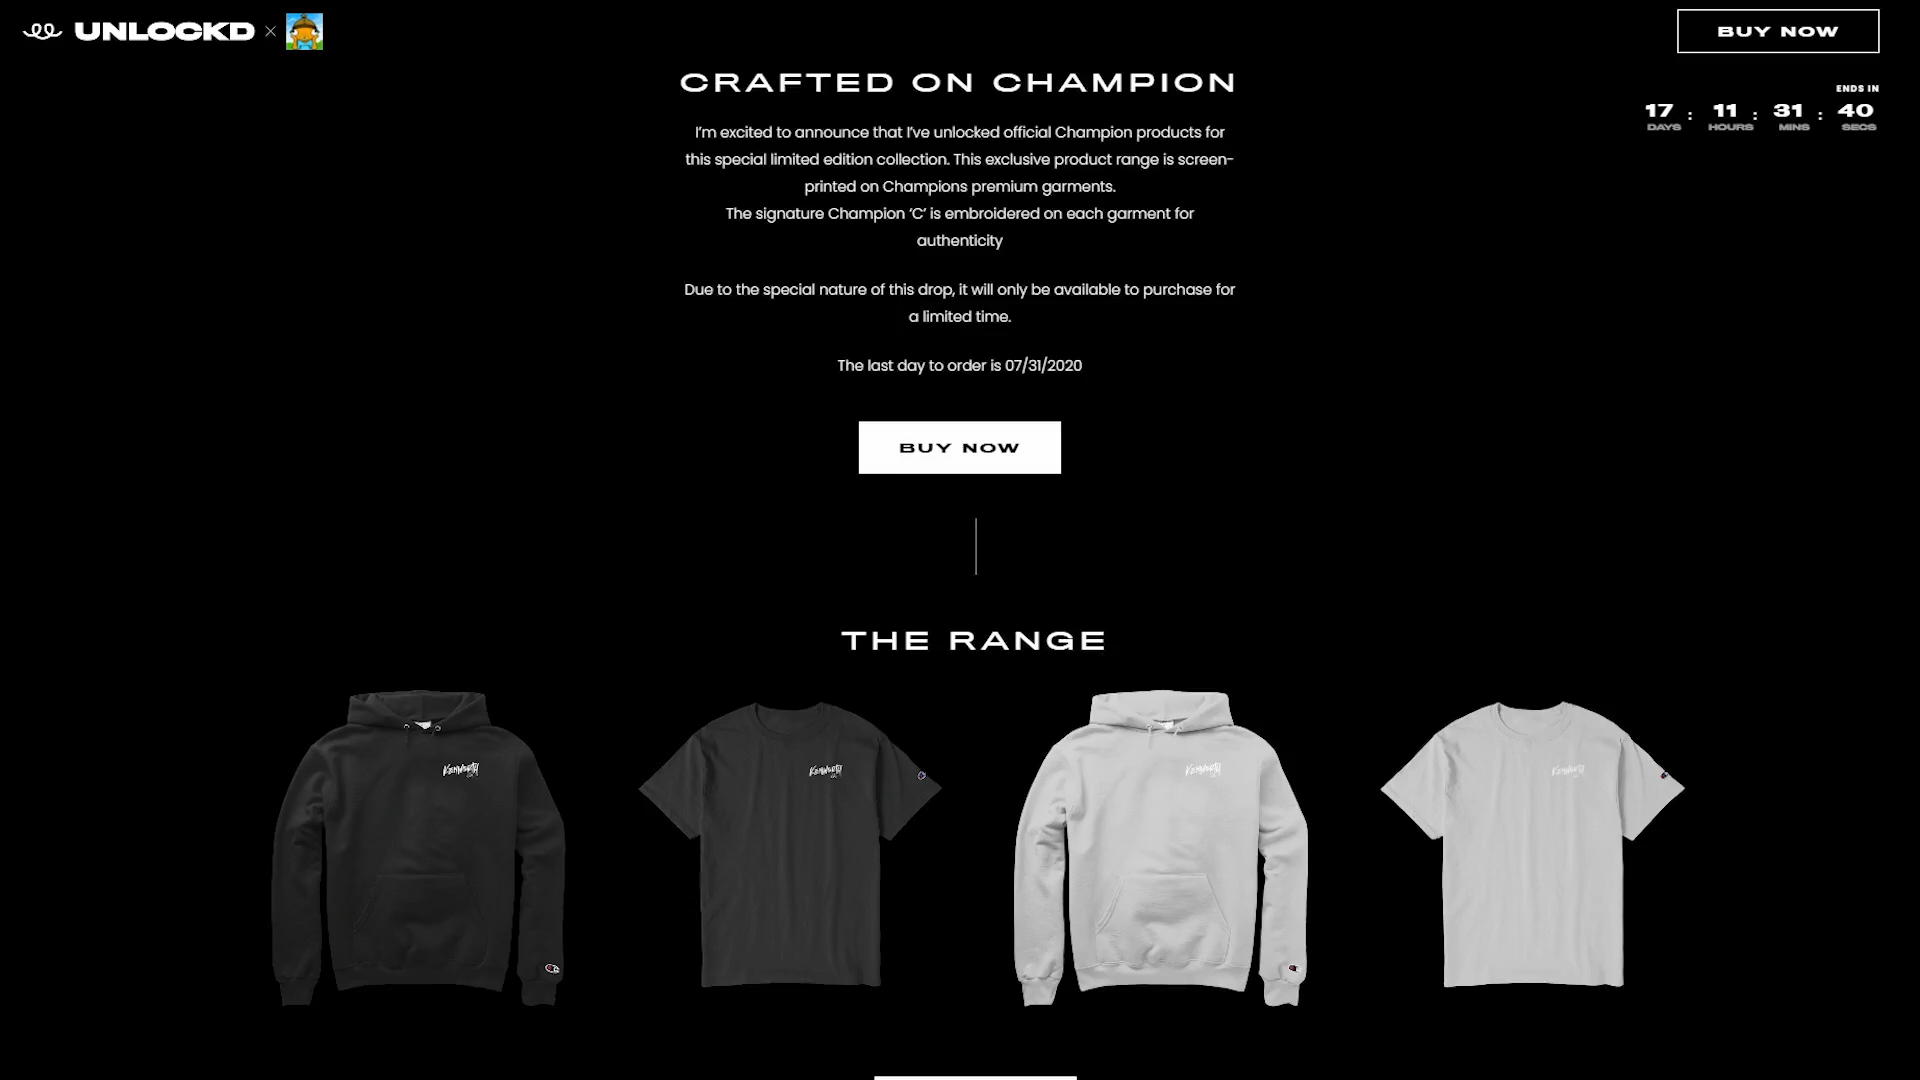 UNLOCKD
BUY NOW
CRAFTED ON CHAMPION
ENDS IN
17 : 11 : 31 : 40
DAYS HOURS MINS SECS
I’m excited to announce that I’ve unlocked official Champion products for
this special limited edition collection. This exclusive product range is screen-
printed on Champions premium garments.
The signature Champion ‘C’ is embroidered on each garment for
authenticity
Due to the special nature of this drop, it will only be available to purchase for
a limited time.
The last day to order is 07/31/2020
BUY NOW
THE RANGE